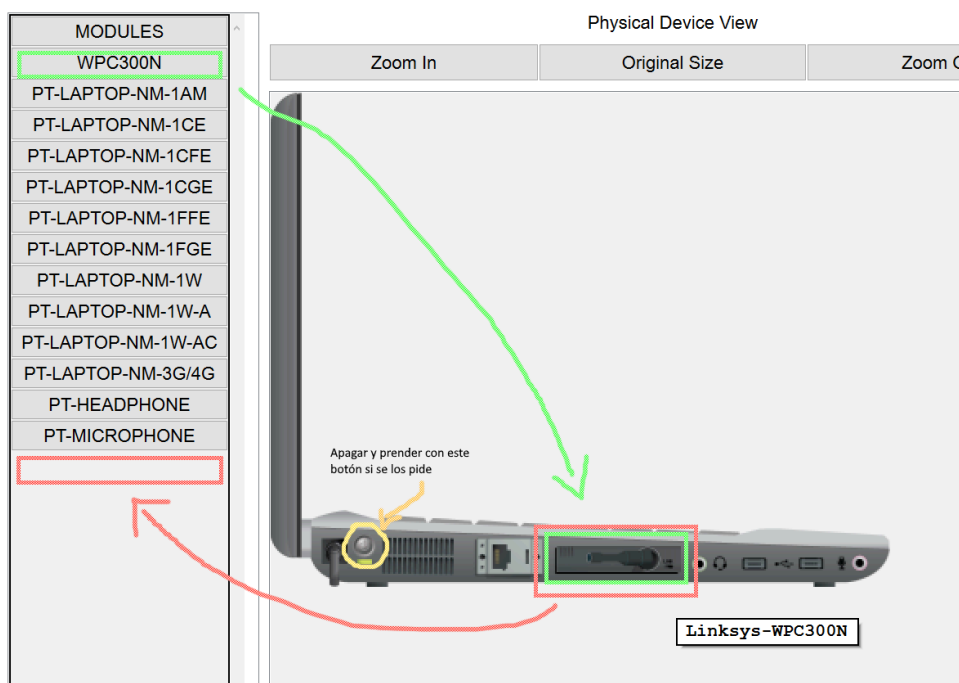 MODULES
WPC300N
PT-LAPTOP-NM-1AM
PT-LAPTOP-NM-1CE
PT-LAPTOP-NM-1CFE
PT-LAPTOP-NM-1CGE
PT-LAPTOP-NM-1FFE
PT-LAPTOP-NM-1FGE
PT-LAPTOP-NM-1W
PT-LAPTOP-NM-1W-A
PT-LAPTOP-NM-1W-AC
PT-LAPTOP-NM-3G/4G
PT-HEADPHONE
PT-MICROPHONE
Physical Device View
Zoom In
Original Size
Zoom
Apagar y prender con este
botón si se los pide
Linksys-WPC300N